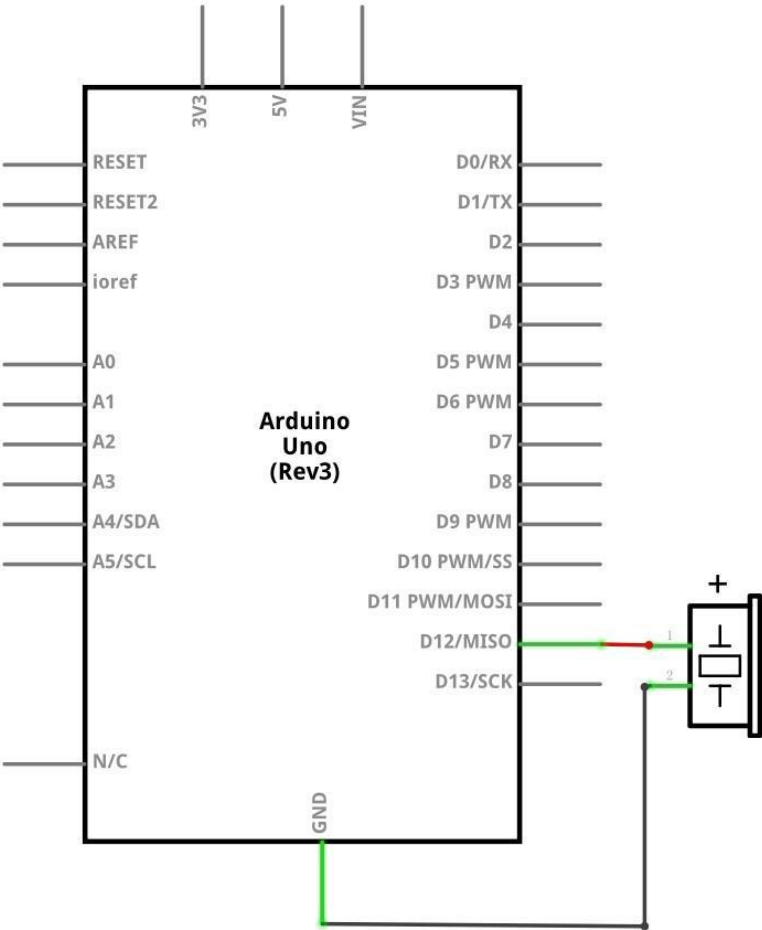 3V3
5V
VIN
RESET
RESET2
AREF
ioref
A0
A1
A2
A3
A4/SDA
A5/SCL
N/C
Arduino
Uno
(Rev3)
D0/RX
D1/TX
D2
D3 PWM
D4
D5 PWM
D6 PWM
D7
D8
D9 PWM
D10 PWM/SS
D11 PWM/MOSI
D12/MISO
D13/SCK
GND
+
1
2